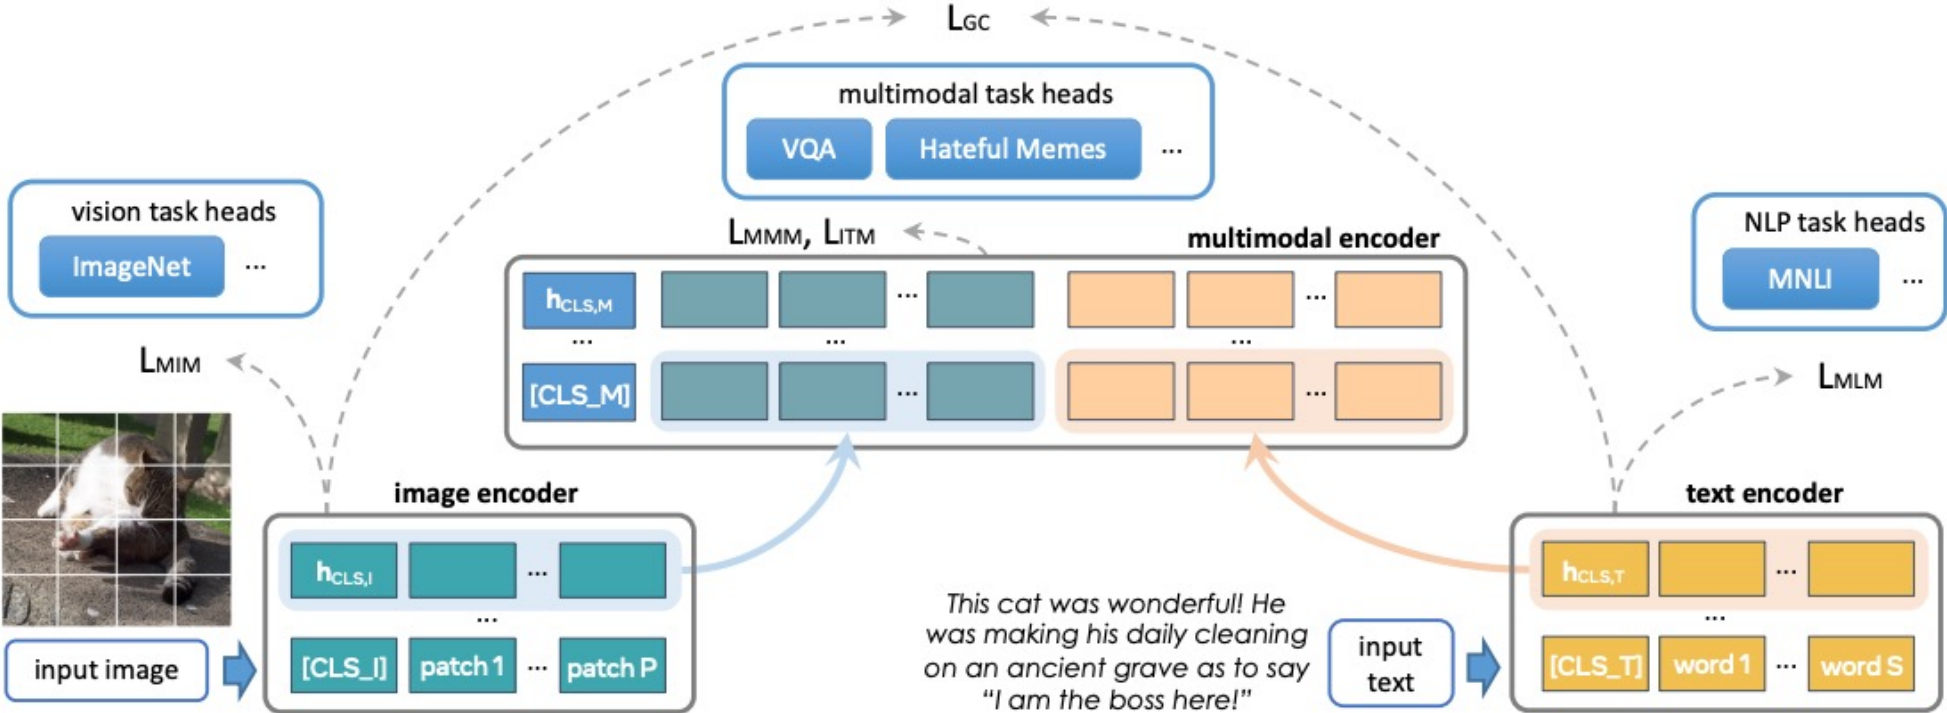 LGC
multimodal task heads
VQA
Hateful Memes
...
vision task heads
ImageNet
...
NLP task heads
MNLI
...
LMMM, LITM
multimodal encoder
hCLS,M
...
...
...
...
...
[CLS_M]
...
...
LMIM
LMLM
image encoder
hCLS,I
...
...
[CLS_I]
patch 1
...
patch P
input image
text encoder
hCLS,T
...
...
[CLS_T]
word 1
...
word S
This cat was wonderful! He
was making his daily cleaning
on an ancient grave as to say
“I am the boss here!”
input
text